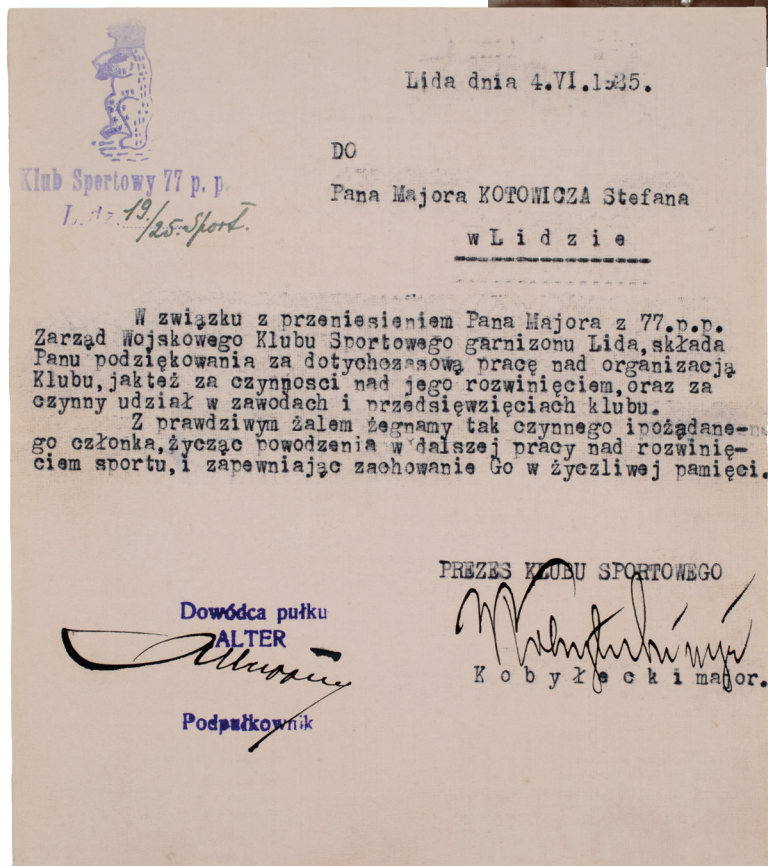 Lida dnia 4.VI.1925.
Klub Sportowy 77 p. p.
L. dz. 19/25. Sport.
DO
Pana Majora KOTOWICZA Stefana
w L i d z i e
W związku z przeniesieniem Pana Majora z 77.p.p.
Zarząd Wojskowego Klubu Sportowego garnizonu Lida,składa
Panu podziękowania za dotychczasową pracę nad organizacją
Klubu,jakteż za czynności nad jego rozwinięciem,oraz za
czynny udział w zawodach i przedsięwzięciach klubu.
Z prawdziwym żalem żegnamy tak czynnego ipożądane-
go członka,życząc powodzenia w dalszej pracy nad rozwinię-
ciem sportu,i zapewniając zachowanie Go w życzliwej pamięci.
PREZES KLUBU SPORTOWEGO
Dowódca pułku
ALTER
K o b y ł e c k i major.
Podpułkownik